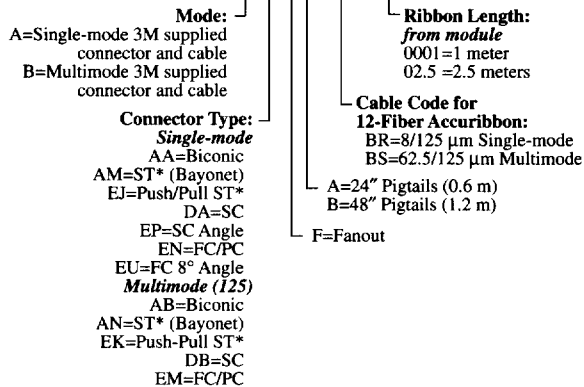 Mode:
A=Single-mode 3M supplied
connector and cable
B=Multimode 3M supplied
connector and cable
Connector Type:
Single-mode
AA=Biconic
AM=ST* (Bayonet)
EJ=Push/Pull ST*
DA=SC
EP=SC Angle
EN=FC/PC
EU=FC 8° Angle
Multimode (125)
AB=Biconic
AN=ST* (Bayonet)
EK=Push-Pull ST*
DB=SC
EM=FC/PC
Ribbon Length:
from module
0001=1 meter
02.5 =2.5 meters
Cable Code for
12-Fiber Accuribbon:
BR=8/125 μm Single-mode
BS=62.5/125 μm Multimode
A=24″ Pigtails (0.6 m)
B=48″ Pigtails (1.2 m)
F=Fanout